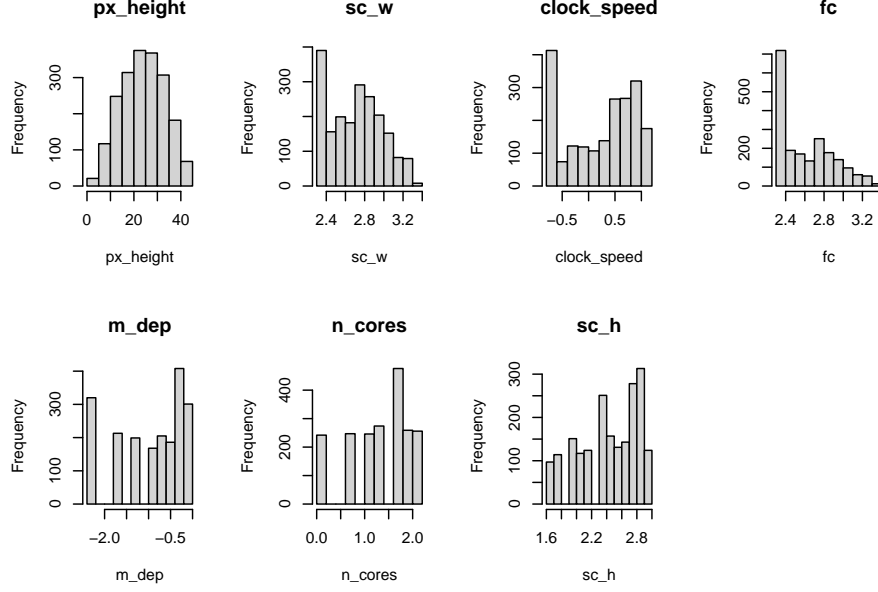 px_height
sc_w
clock_speed
fc
Frequency
0 100 300
0 20 40
px_height
Frequency
0 100 200 300
2.4 2.8 3.2
sc_w
Frequency
0 100 300
−0.5 0.5
clock_speed
Frequency
0 200 500
2.4 2.8 3.2
fc
m_dep
n_cores
sc_h
Frequency
0 100 300
−2.0 −0.5
m_dep
Frequency
0 200 400
0.0 1.0 2.0
n_cores
Frequency
0 50 100 200 300
1.6 2.2 2.8
sc_h